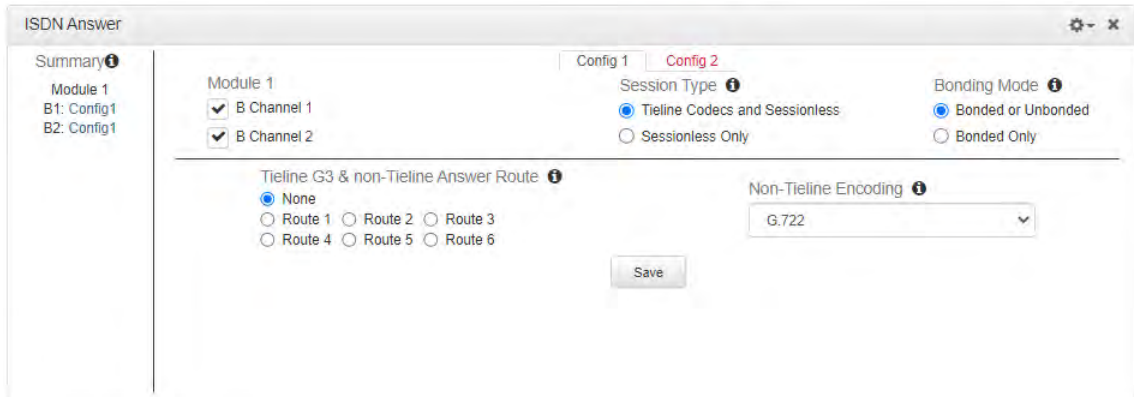 ISDN Answer
Summary
Module 1
B1: Config1
B2: Config1
Config 1 Config 2
Module 1
B Channel 1
B Channel 2
Session Type
Tieline Codecs and Sessionless
Sessionless Only
Bonding Mode
Bonded or Unbonded
Bonded Only
Tieline G3 & non-Tieline Answer Route
None
Route 1 Route 2 Route 3
Route 4 Route 5 Route 6
Non-Tieline Encoding
G.722
Save